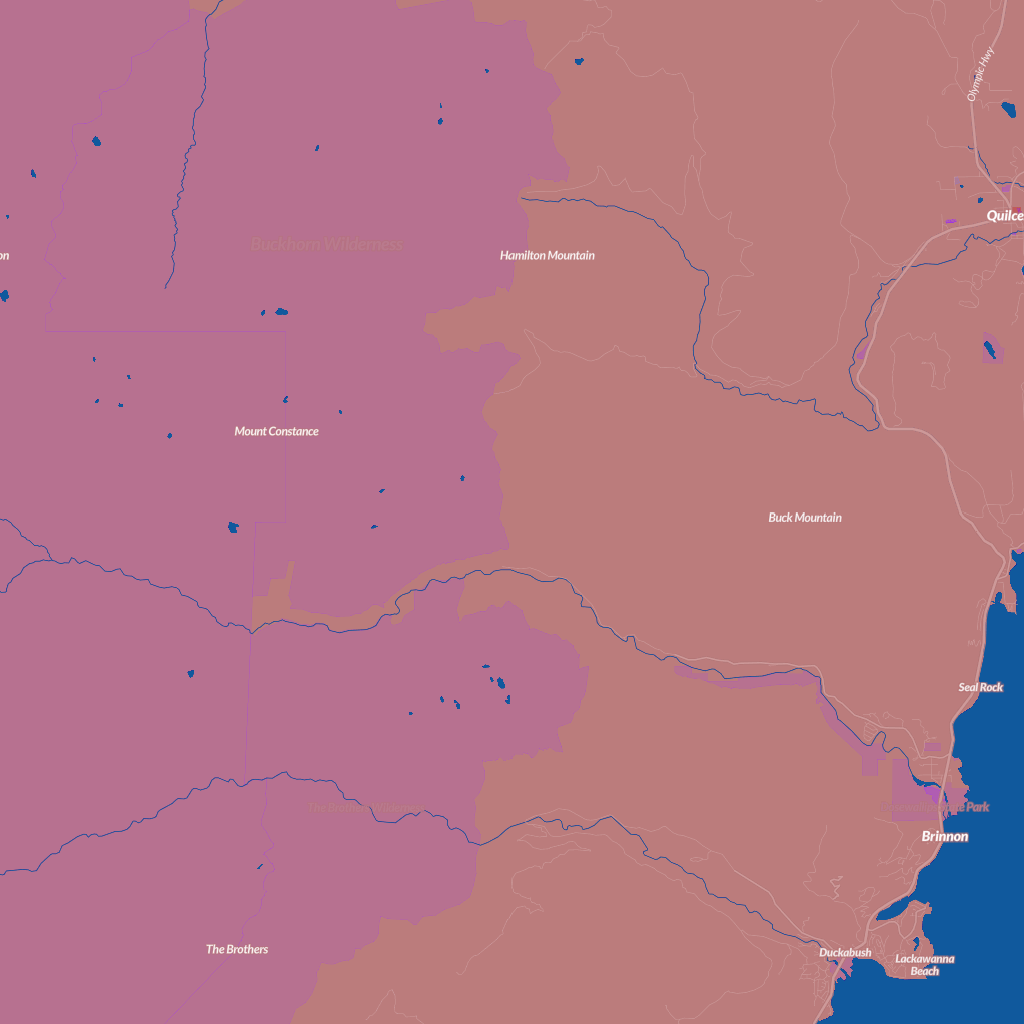 Olympic Hwy
Quilce
Buckhorn Wilderness
on
Hamilton Mountain
Mount Constance
Buck Mountain
Seal Rock
The Brothers Wilderness
Park
Brinnon
The Brothers
Duckabush
Lackawanna
Beach